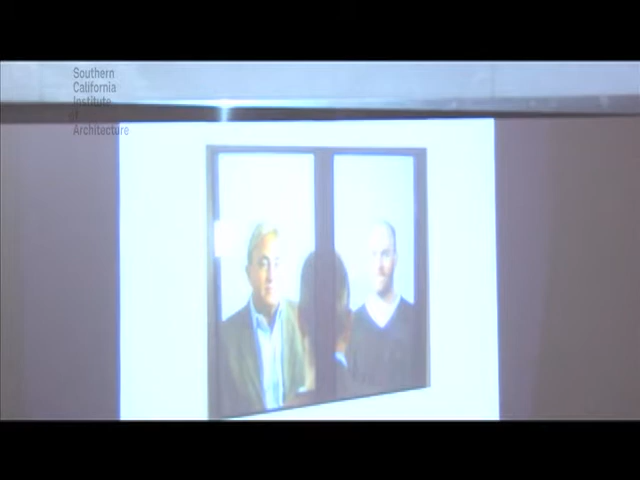 Southern
California
Institute
of
Architecture